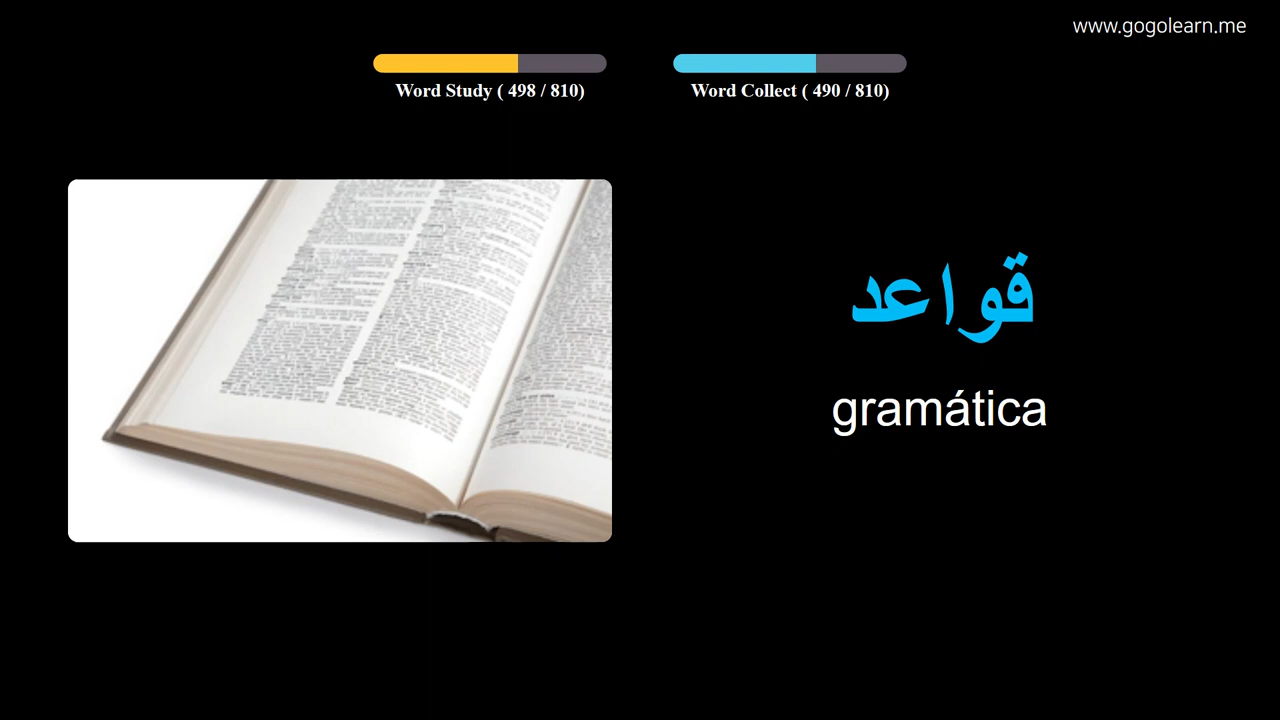 www.gogolearn.me
Word Study ( 498 / 810)
Word Collect ( 490 / 810)
قواعد
gramática